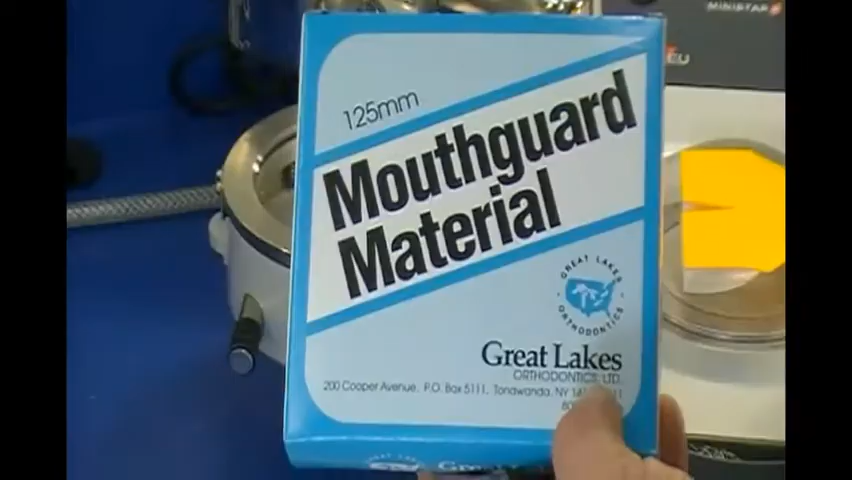 MINISTAR
125mm
Mouthguard
Material
GREAT LAKES
ORTHODONTICS
Great Lakes
ORTHODONTICS, LTD.
200 Cooper Avenue, P.O. Box 5111, Tonawanda, NY